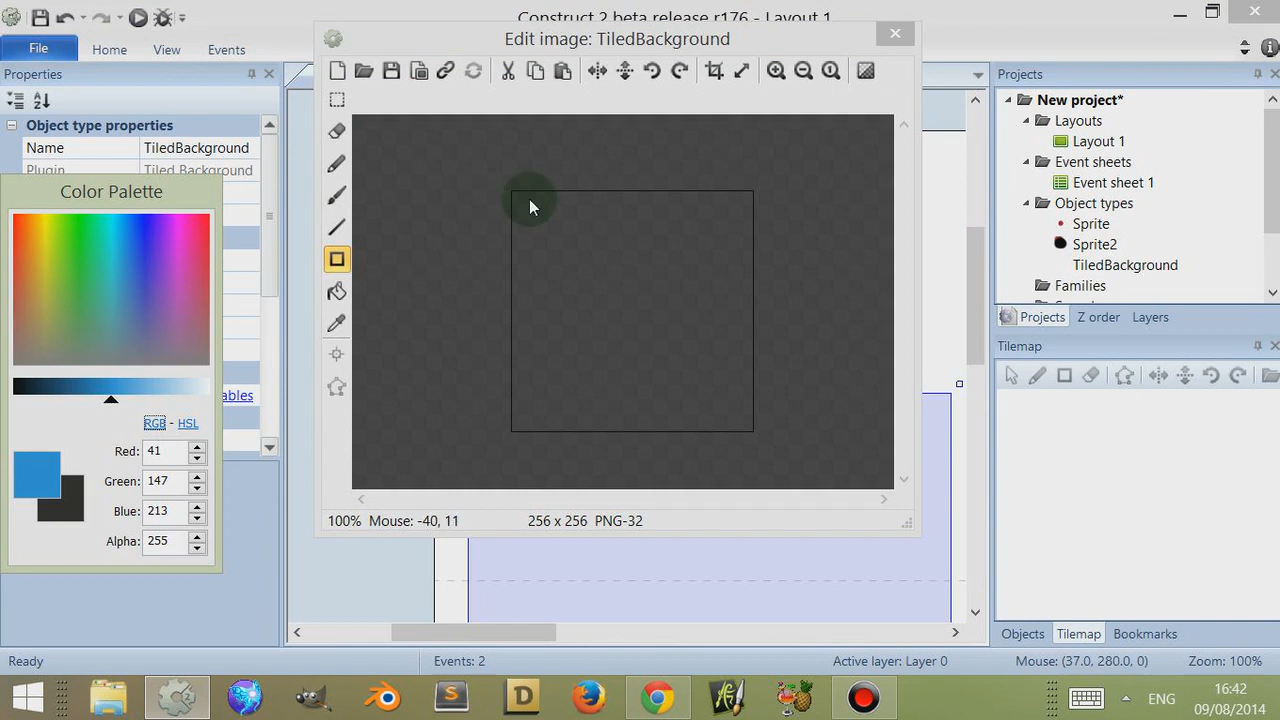 Construct 2 beta release r176 - Layout 1
File
Home
View
Events
Properties
Object type properties
Name
TiledBackground
Plugin
Tiled Background
ables
Color Palette
RGB - HSL
Red: 41
Green: 147
Blue: 213
Alpha: 255
Edit image: TiledBackground
100% Mouse: -40, 11
256 x 256 PNG-32
Projects
New project*
Layouts
Layout 1
Event sheets
Event sheet 1
Object types
Sprite
Sprite2
TiledBackground
Families
Projects
Z order
Layers
Tilemap
Objects
Tilemap
Bookmarks
Ready
Events: 2
Active layer: Layer 0
Mouse: (37.0, 280.0, 0)
Zoom: 100%
ENG
16:42
09/08/2014